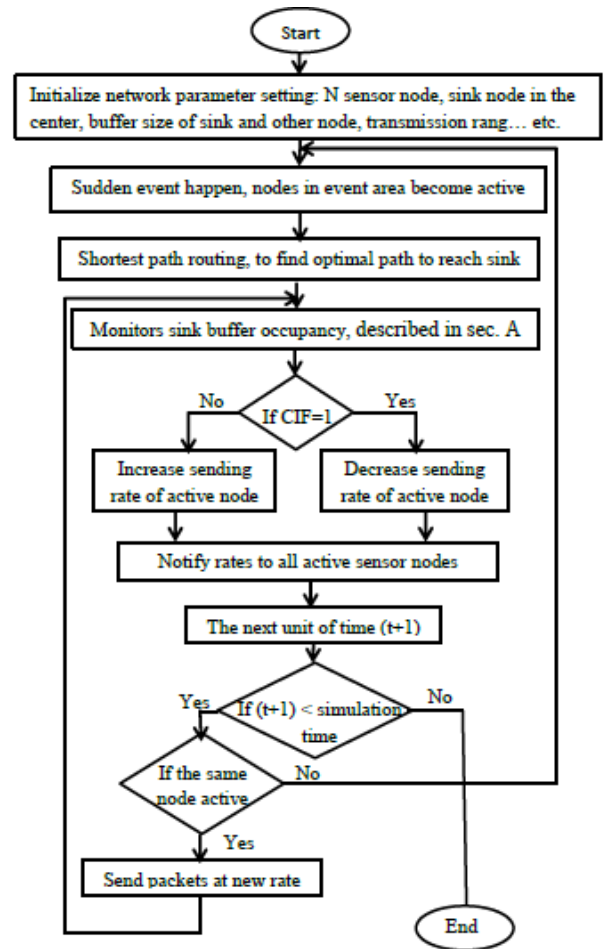 Start
Initialize network parameter setting: N sensor node, sink node in the
center, buffer size of sink and other node, transmission rang… etc.
Sudden event happen, nodes in event area become active
Shortest path routing, to find optimal path to reach sink
Monitors sink buffer occupancy, described in sec. A
No
If CIF=1
Yes
Increase sending
rate of active node
Decrease sending
rate of active node
Notify rates to all active sensor nodes
The next unit of time (t+1)
Yes
If (t+1) < simulation
time
No
If the same
node active
No
Yes
Send packets at new rate
End